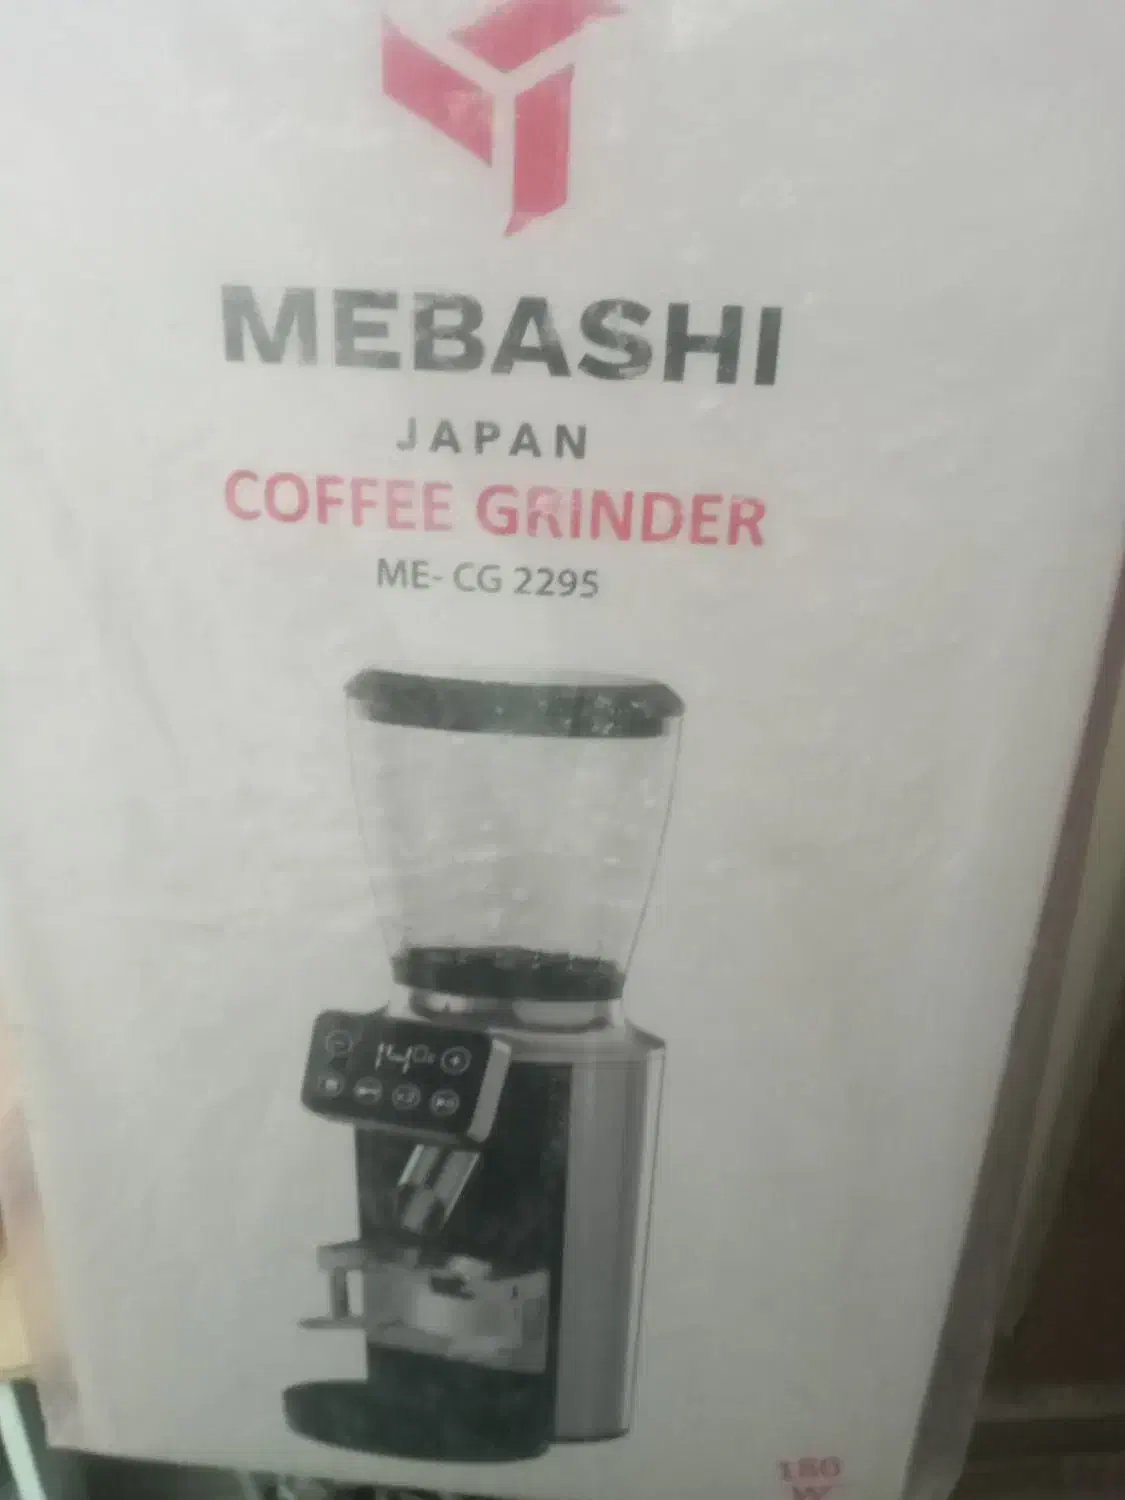 MEBASHI
JAPAN
COFFEE GRINDER
ME- CG 2295